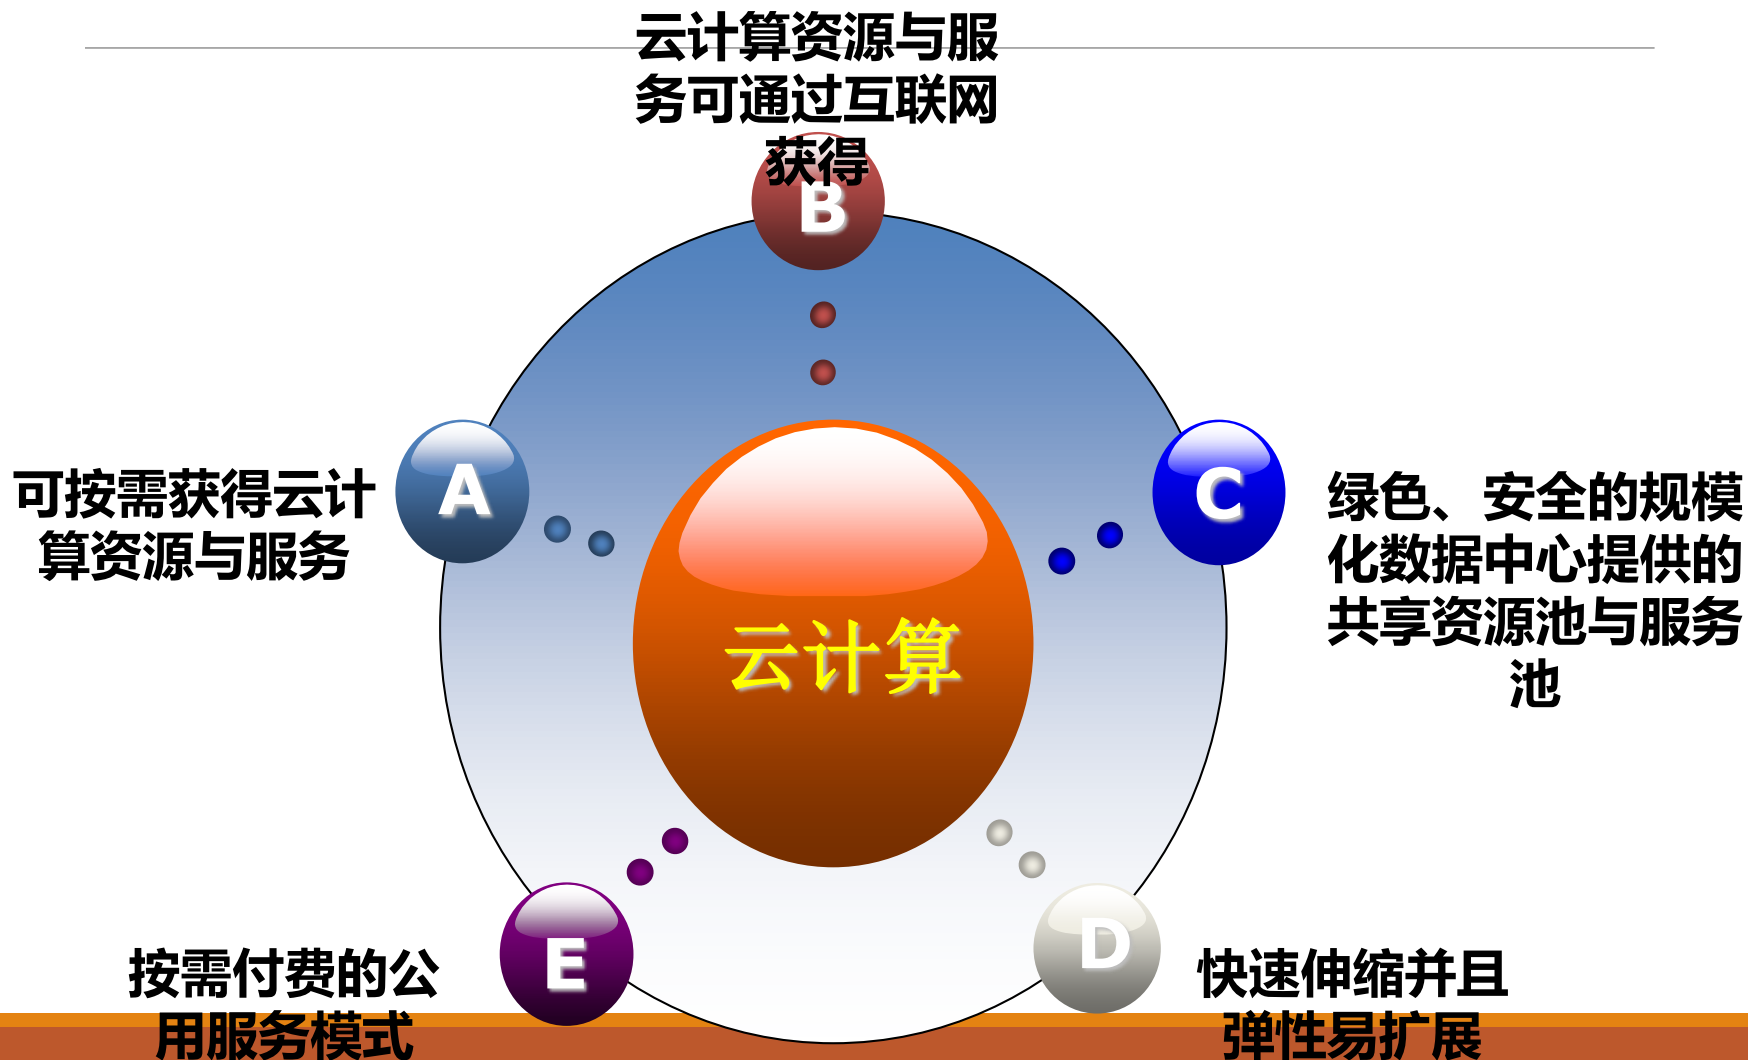 云计算资源与服
务可通过互联网
获得
B
A
可按需获得云计
算资源与服务
C
绿色、安全的规模
化数据中心提供的
共享资源池与服务
池
云计算
E
按需付费的公
用服务模式
D
快速伸缩并且
弹性易扩展